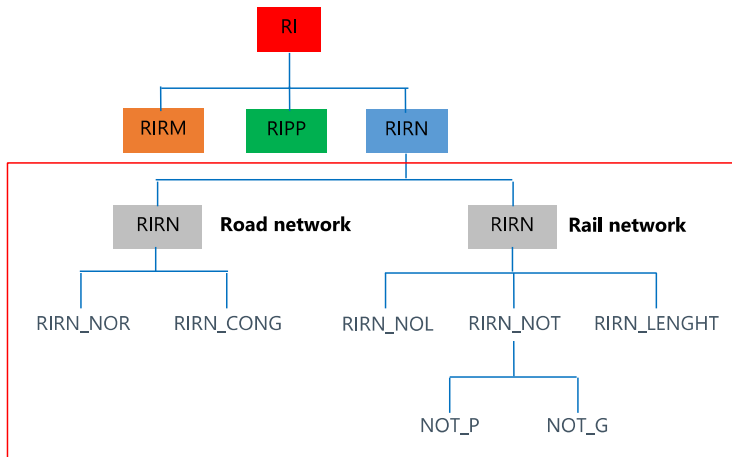 RI
RIRM RIPP RIRN
RIRN Road network RIRN Rail network
RIRN_NOR RIRN_CONG RIRN_NOL RIRN_NOT RIRN_LENGHT
NOT_P NOT_G